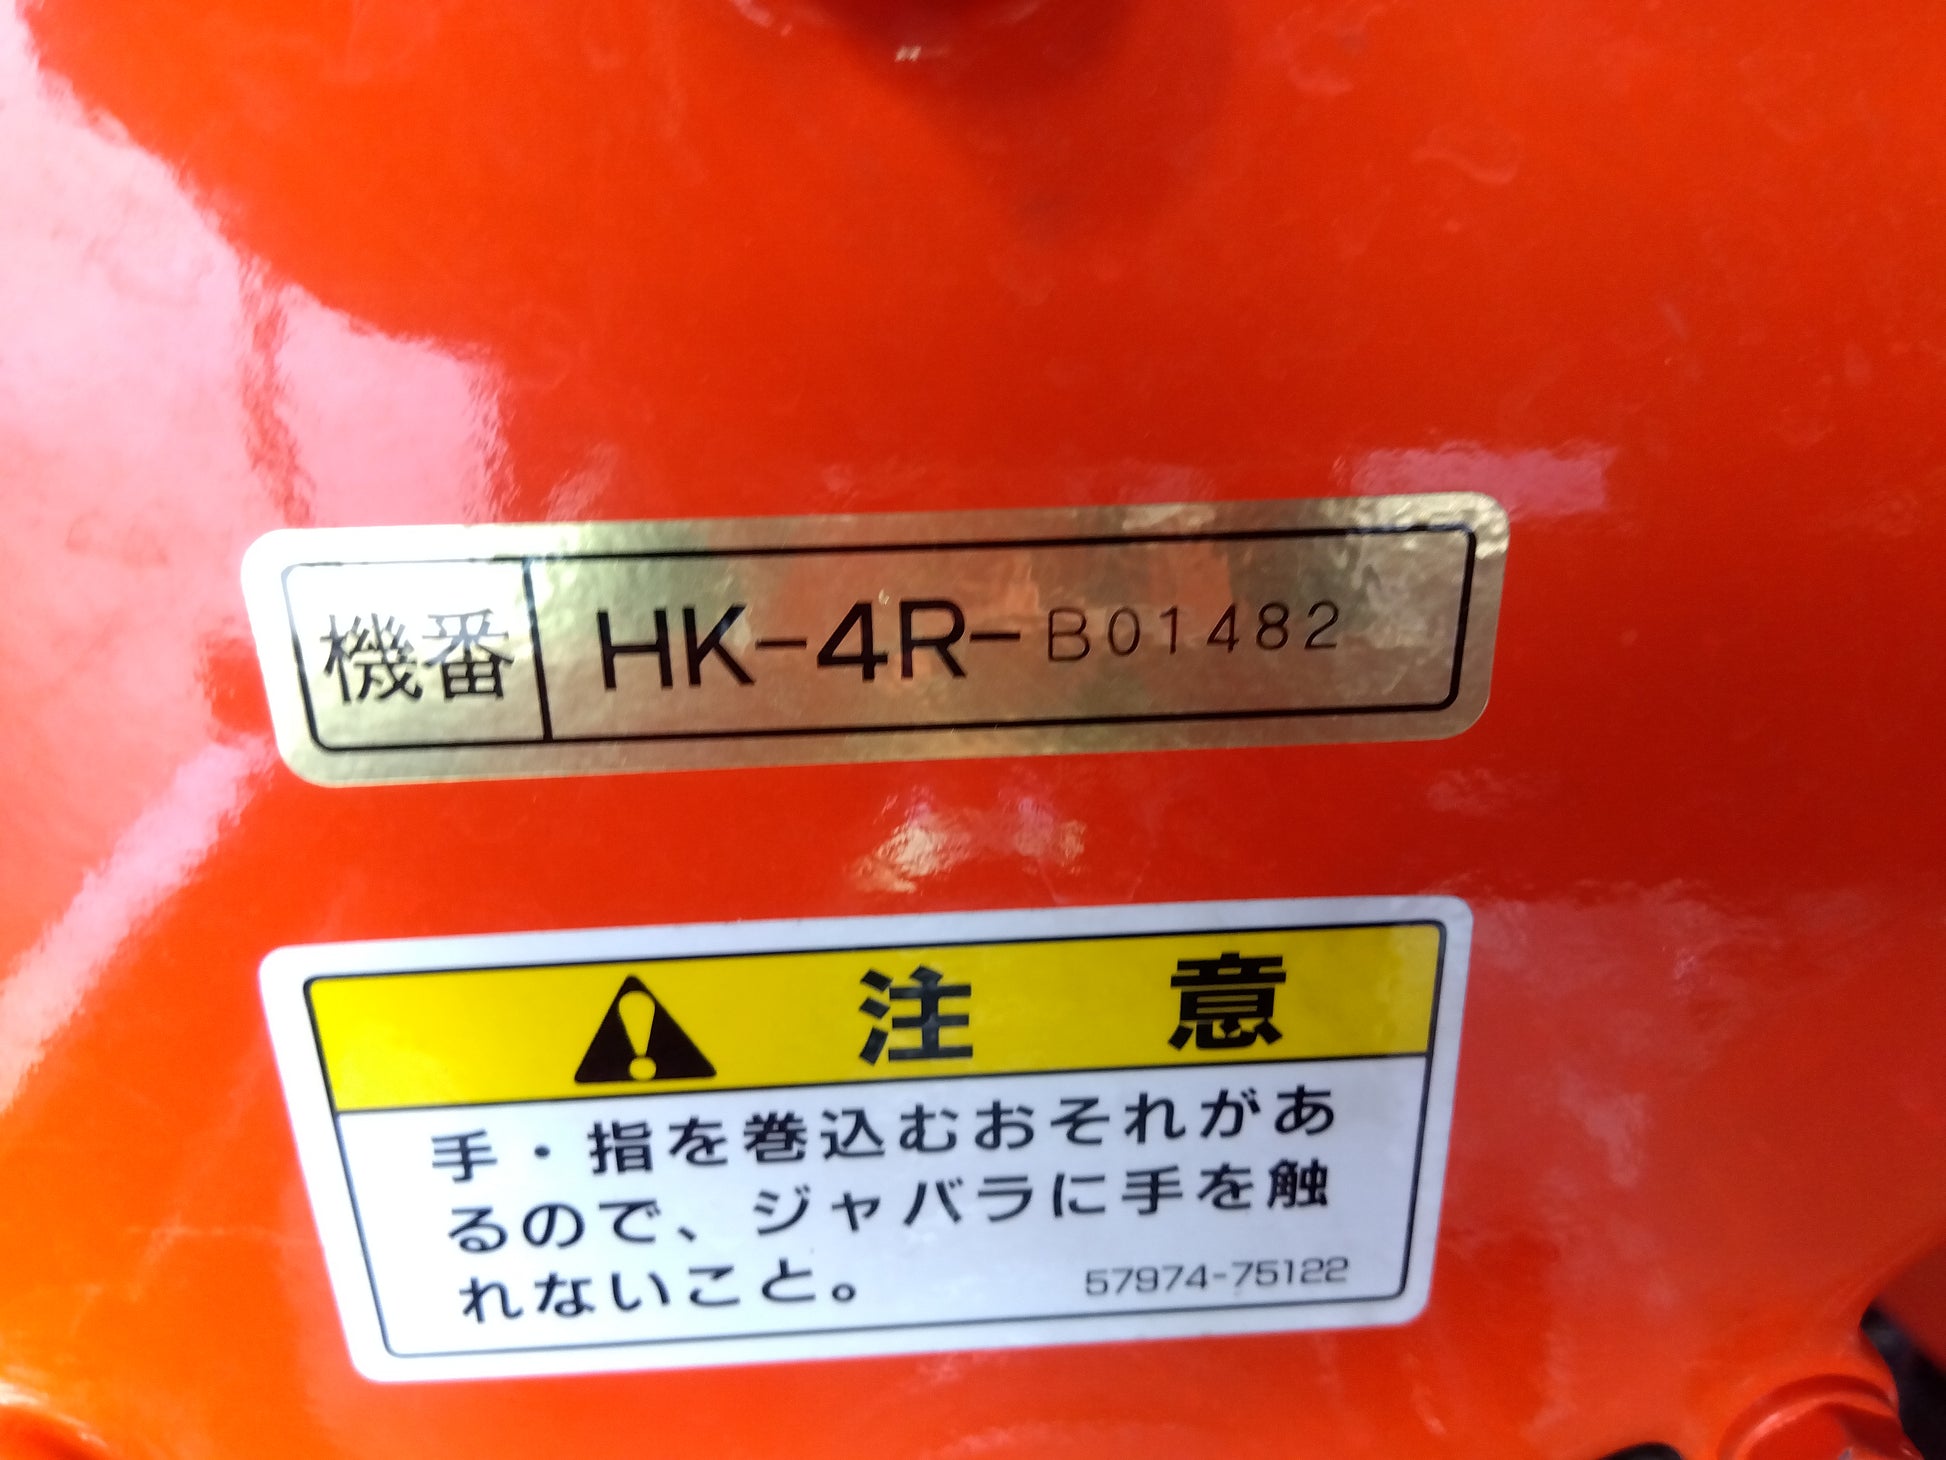 機番 HK-4R-B01482
注意
手・指を巻込むおそれがあ
るので、ジャバラに手を触
れないこと。
57974-75122